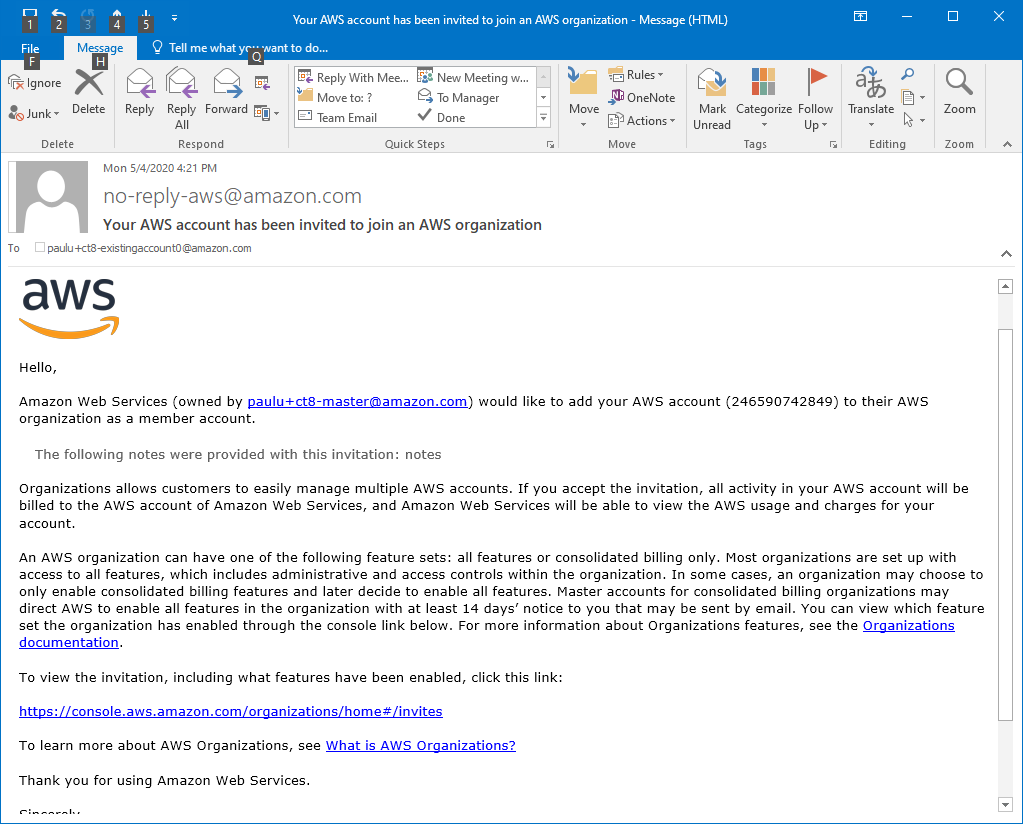 1 2 3 4 5
Your AWS account has been invited to join an AWS organization - Message (HTML)
File Message Tell me what you want to do...
F H Q
Ignore
Junk
Delete
Reply
Reply All
Forward
Reply With Mee...
Move to: ?
Team Email
New Meeting w...
To Manager
Done
Move
Rules
OneNote
Actions
Mark Unread
Categorize
Follow Up
Translate
Zoom
Delete Respond Quick Steps Move Tags Editing Zoom
Mon 5/4/2020 4:21 PM
no-reply-aws@amazon.com
Your AWS account has been invited to join an AWS organization
To paulu+ct8-existingaccount0@amazon.com
aws
Hello,
Amazon Web Services (owned by paulu+ct8-master@amazon.com) would like to add your AWS account (246590742849) to their AWS
organization as a member account.
The following notes were provided with this invitation: notes
Organizations allows customers to easily manage multiple AWS accounts. If you accept the invitation, all activity in your AWS account will be
billed to the AWS account of Amazon Web Services, and Amazon Web Services will be able to view the AWS usage and charges for your
account.
An AWS organization can have one of the following feature sets: all features or consolidated billing only. Most organizations are set up with
access to all features, which includes administrative and access controls within the organization. In some cases, an organization may choose to
only enable consolidated billing features and later decide to enable all features. Master accounts for consolidated billing organizations may
direct AWS to enable all features in the organization with at least 14 days’ notice to you that may be sent by email. You can view which feature
set the organization has enabled through the console link below. For more information about Organizations features, see the Organizations
documentation.
To view the invitation, including what features have been enabled, click this link:
https://console.aws.amazon.com/organizations/home#/invites
To learn more about AWS Organizations, see What is AWS Organizations?
Thank you for using Amazon Web Services.
Sincerely